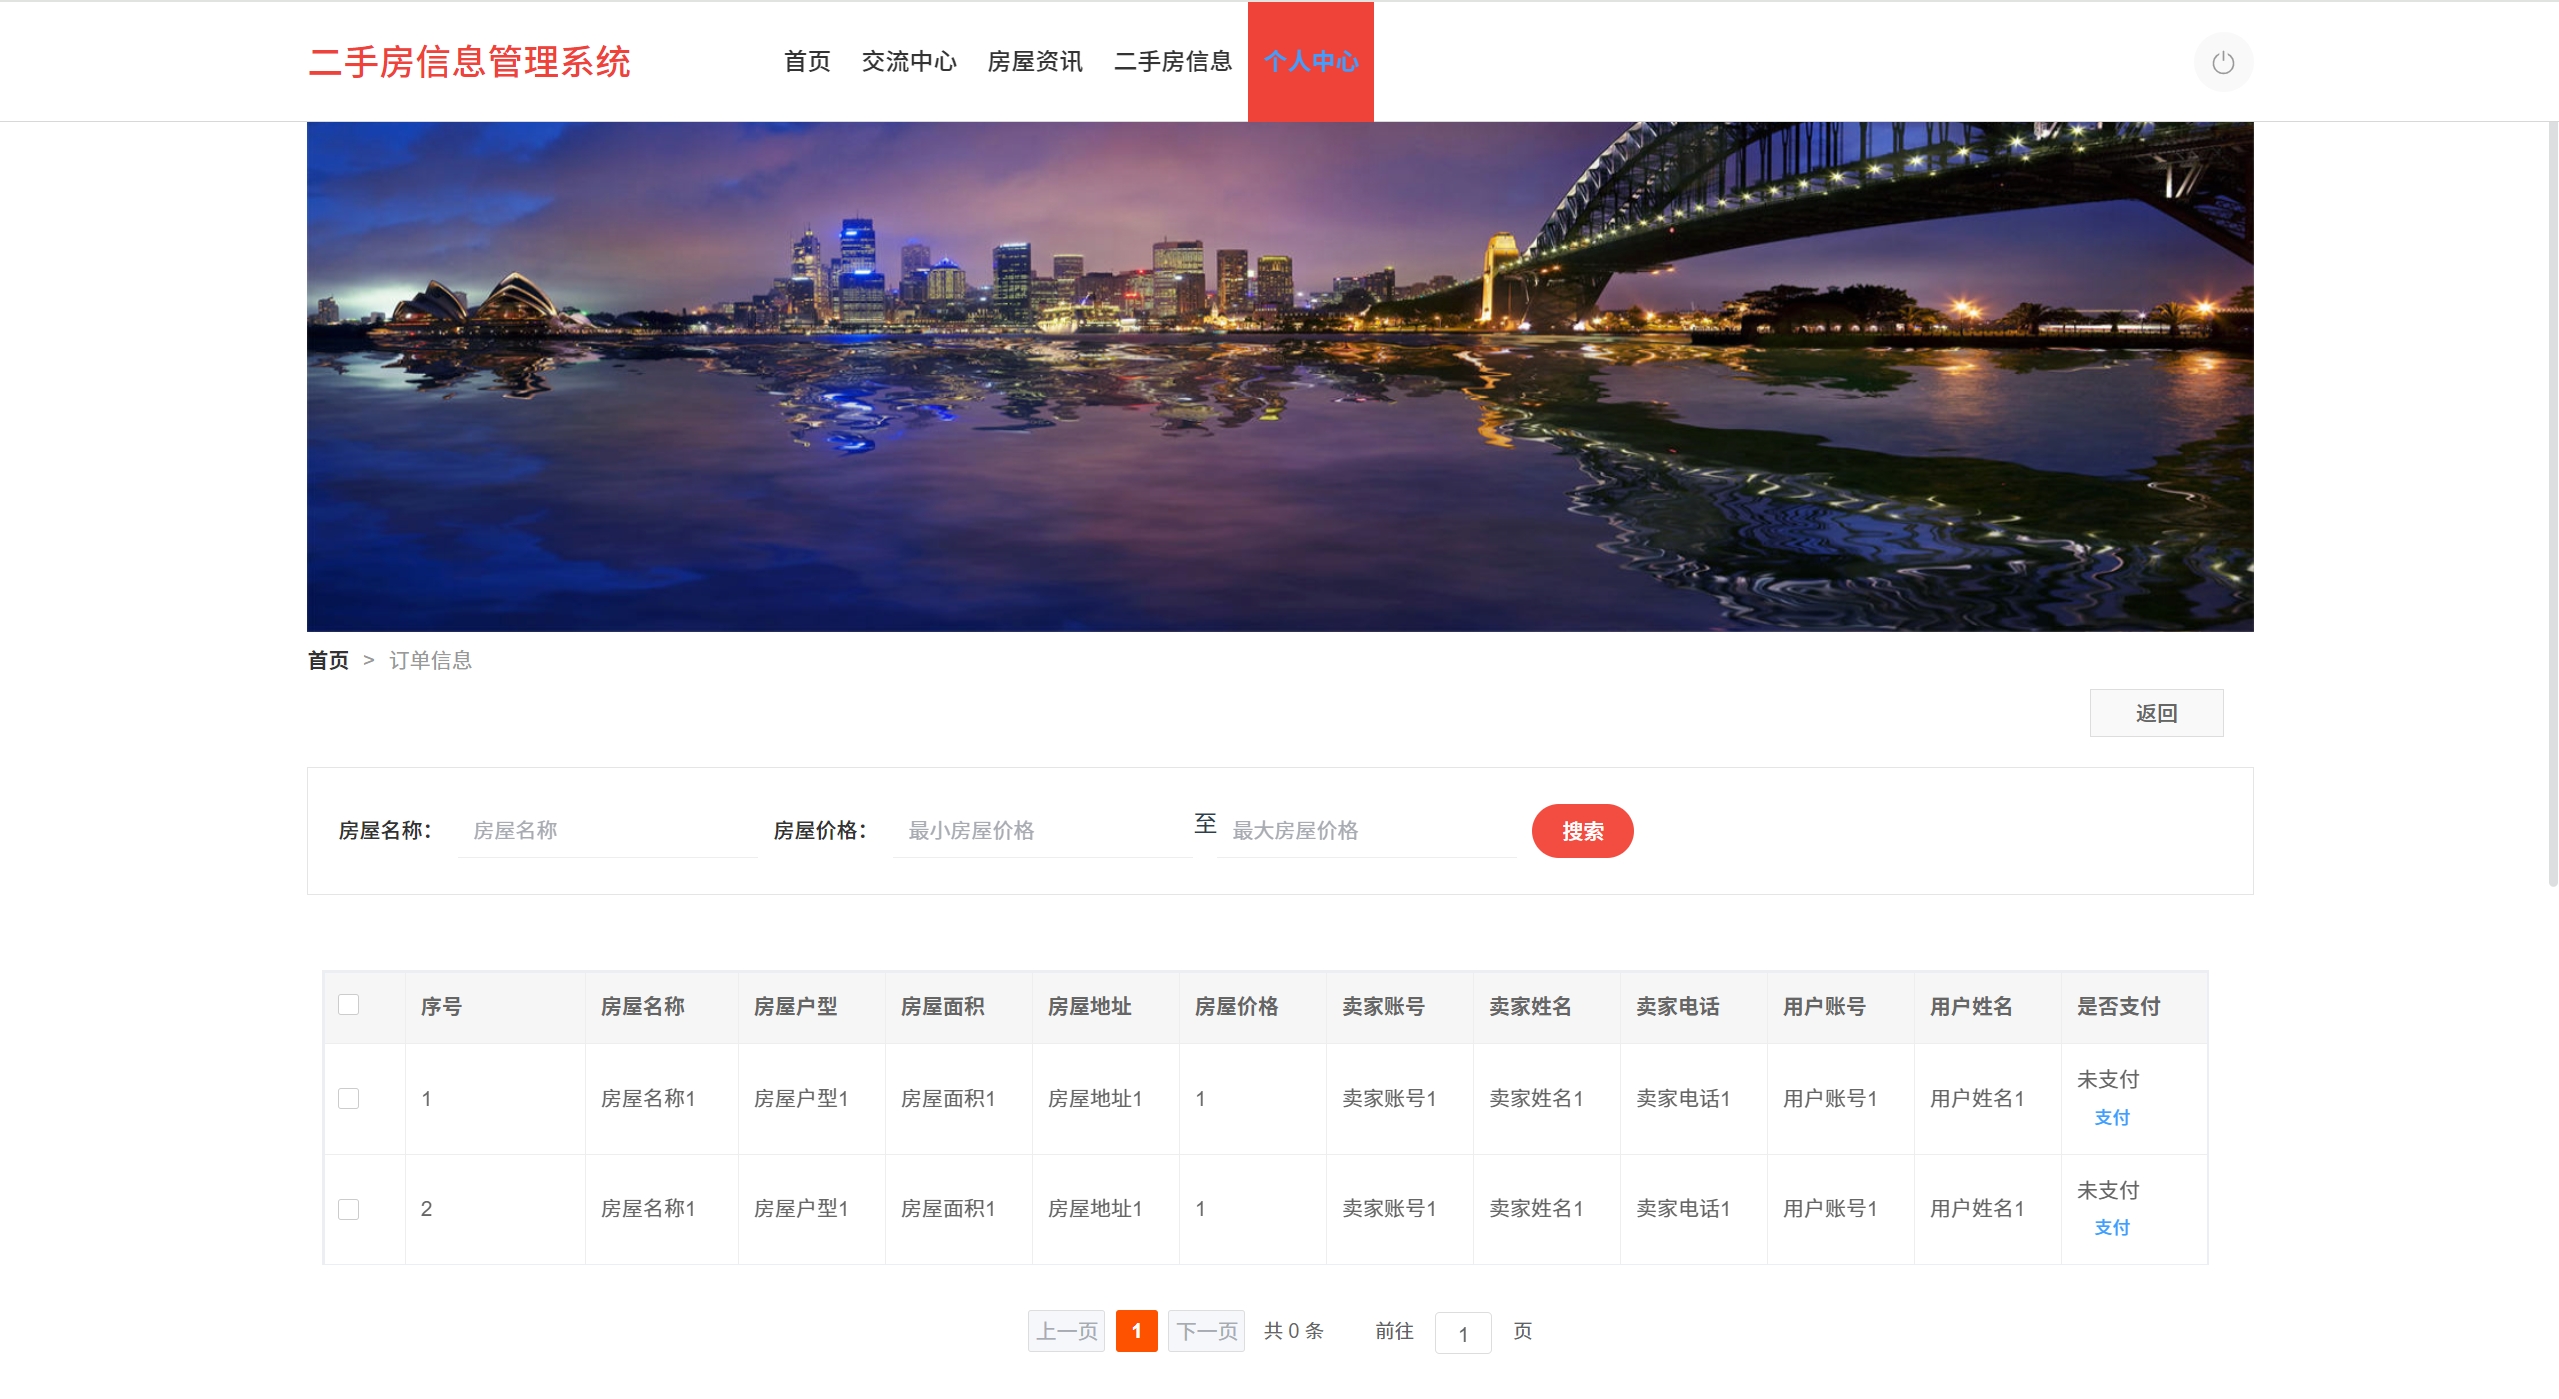 二手房信息管理系统 首页 交流中心 房屋资讯 二手房信息 个人中心
首页 > 订单信息
返回
房屋名称: 房屋名称 房屋价格: 最小房屋价格 至 最大房屋价格 搜索
序号 房屋名称 房屋户型 房屋面积 房屋地址 房屋价格 卖家账号 卖家姓名 卖家电话 用户账号 用户姓名 是否支付
1 房屋名称1 房屋户型1 房屋面积1 房屋地址1 1 卖家账号1 卖家姓名1 卖家电话1 用户账号1 用户姓名1 未支付
支付
2 房屋名称1 房屋户型1 房屋面积1 房屋地址1 1 卖家账号1 卖家姓名1 卖家电话1 用户账号1 用户姓名1 未支付
支付
上一页 1 下一页 共 0 条 前往 1 页